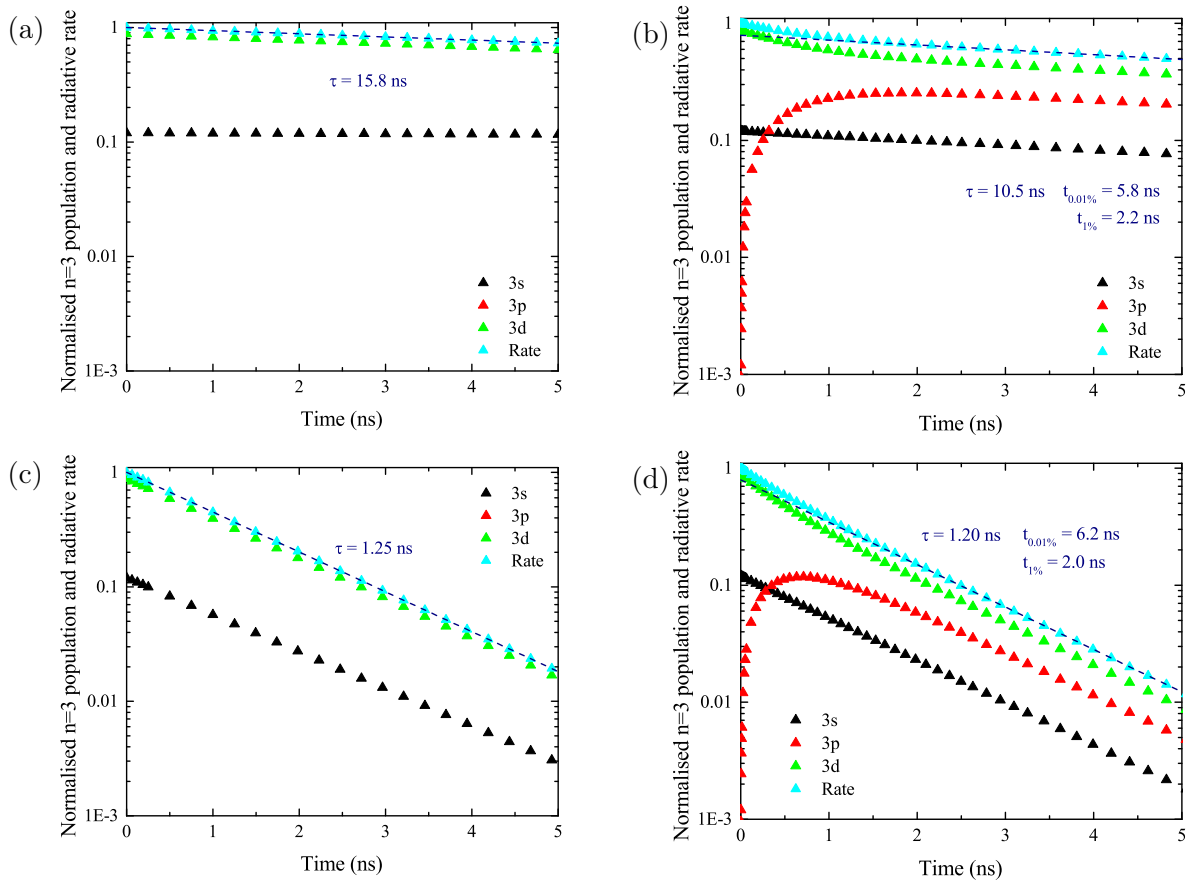 (a)
Normalised n=3 population and radiative rate
1
0.1
0.01
1E-3
τ = 15.8 ns
3s
3p
3d
Rate
0 1 2 3 4 5
Time (ns)
(b)
Normalised n=3 population and radiative rate
1
0.1
0.01
1E-3
τ = 10.5 ns t0.01% = 5.8 ns
t1% = 2.2 ns
3s
3p
3d
Rate
0 1 2 3 4 5
Time (ns)
(c)
Normalised n=3 population and radiative rate
1
0.1
0.01
1E-3
3s
3p
3d
Rate
τ = 1.25 ns
0 1 2 3 4 5
Time (ns)
(d)
Normalised n=3 population and radiative rate
1
0.1
0.01
1E-3
τ = 1.20 ns t0.01% = 6.2 ns
t1% = 2.0 ns
3s
3p
3d
Rate
0 1 2 3 4 5
Time (ns)